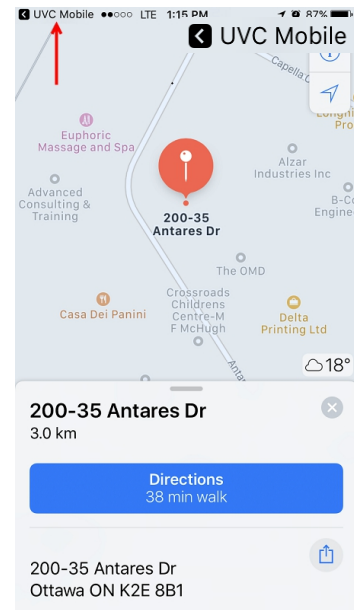 UVC Mobile LTE 1:15 PM 87%
UVC Mobile
Capella C
Euphoric
Massage and Spa
Pro
Alzar
Industries Inc
Advanced
Consulting &
Training
B-Co
Engine
200-35
Antares Dr
The OMD
Crossroads
Childrens
Centre-M
F McHugh
Casa Dei Panini
Delta
Printing Ltd
Antar
18°
200-35 Antares Dr
3.0 km
Directions
38 min walk
200-35 Antares Dr
Ottawa ON K2E 8B1